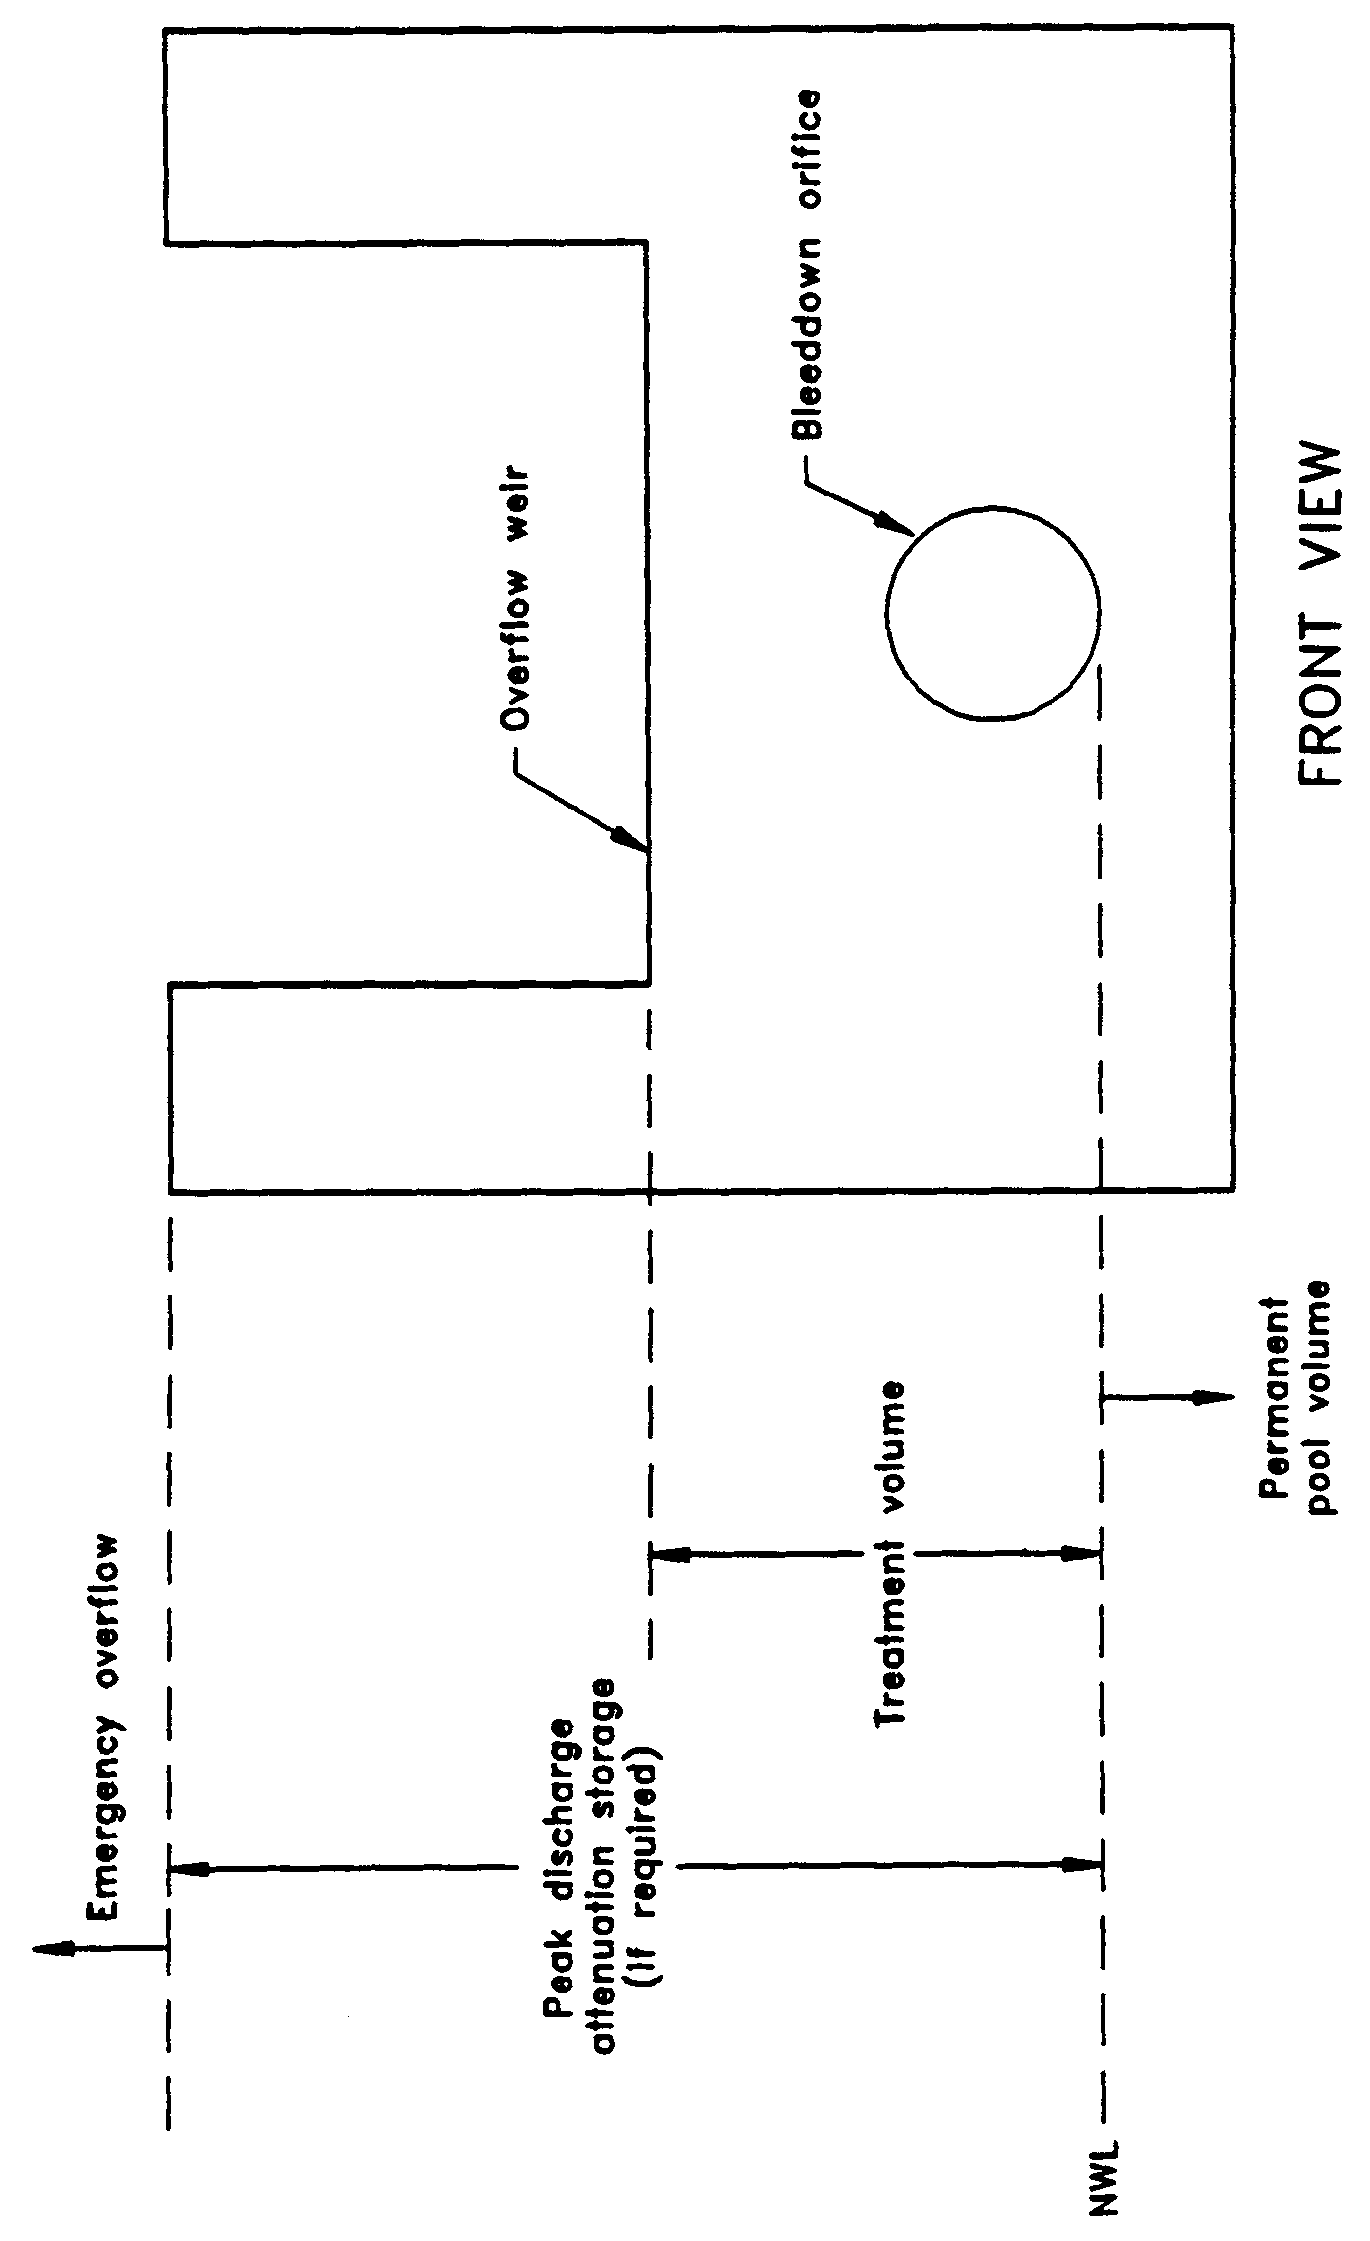 Emergency overflow
Peak discharge
attenuation storage
(if required)
Overflow weir
Treatment volume
Bleeddown orifice
NWL
Permanent
pool volume
FRONT VIEW